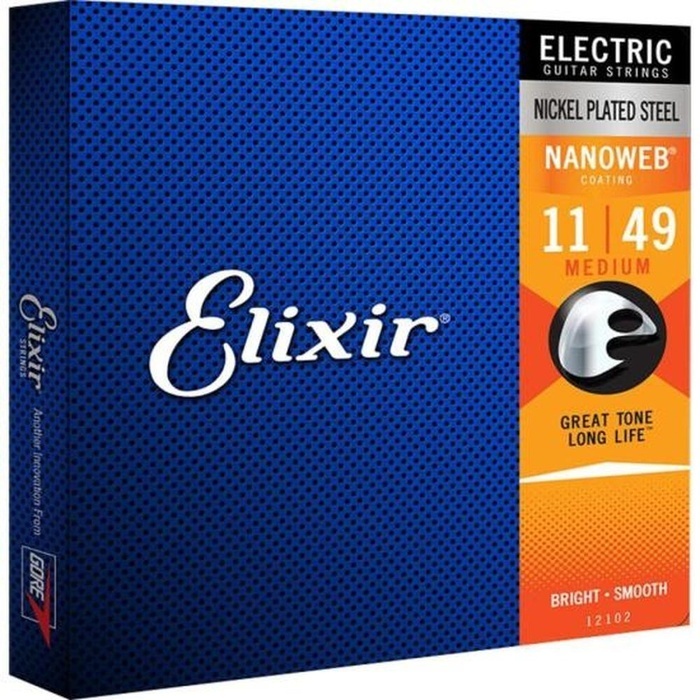 Elixir
STRINGS
Another Innovation From
GORE
Elixir®
ELECTRIC
GUITAR STRINGS
NICKEL PLATED STEEL
NANOWEB®
COATING
11 | 49
MEDIUM
e
GREAT TONE
LONG LIFE™
BRIGHT • SMOOTH
12102